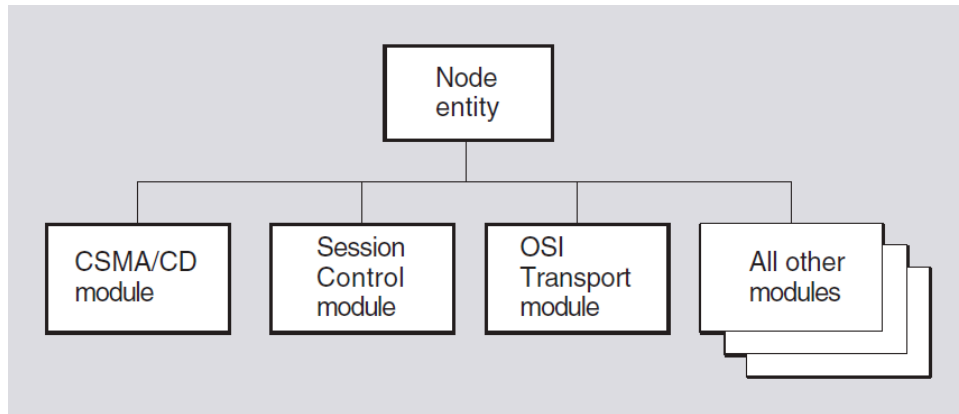 Node
entity
CSMA/CD
module
Session
Control
module
OSI
Transport
module
All other
modules